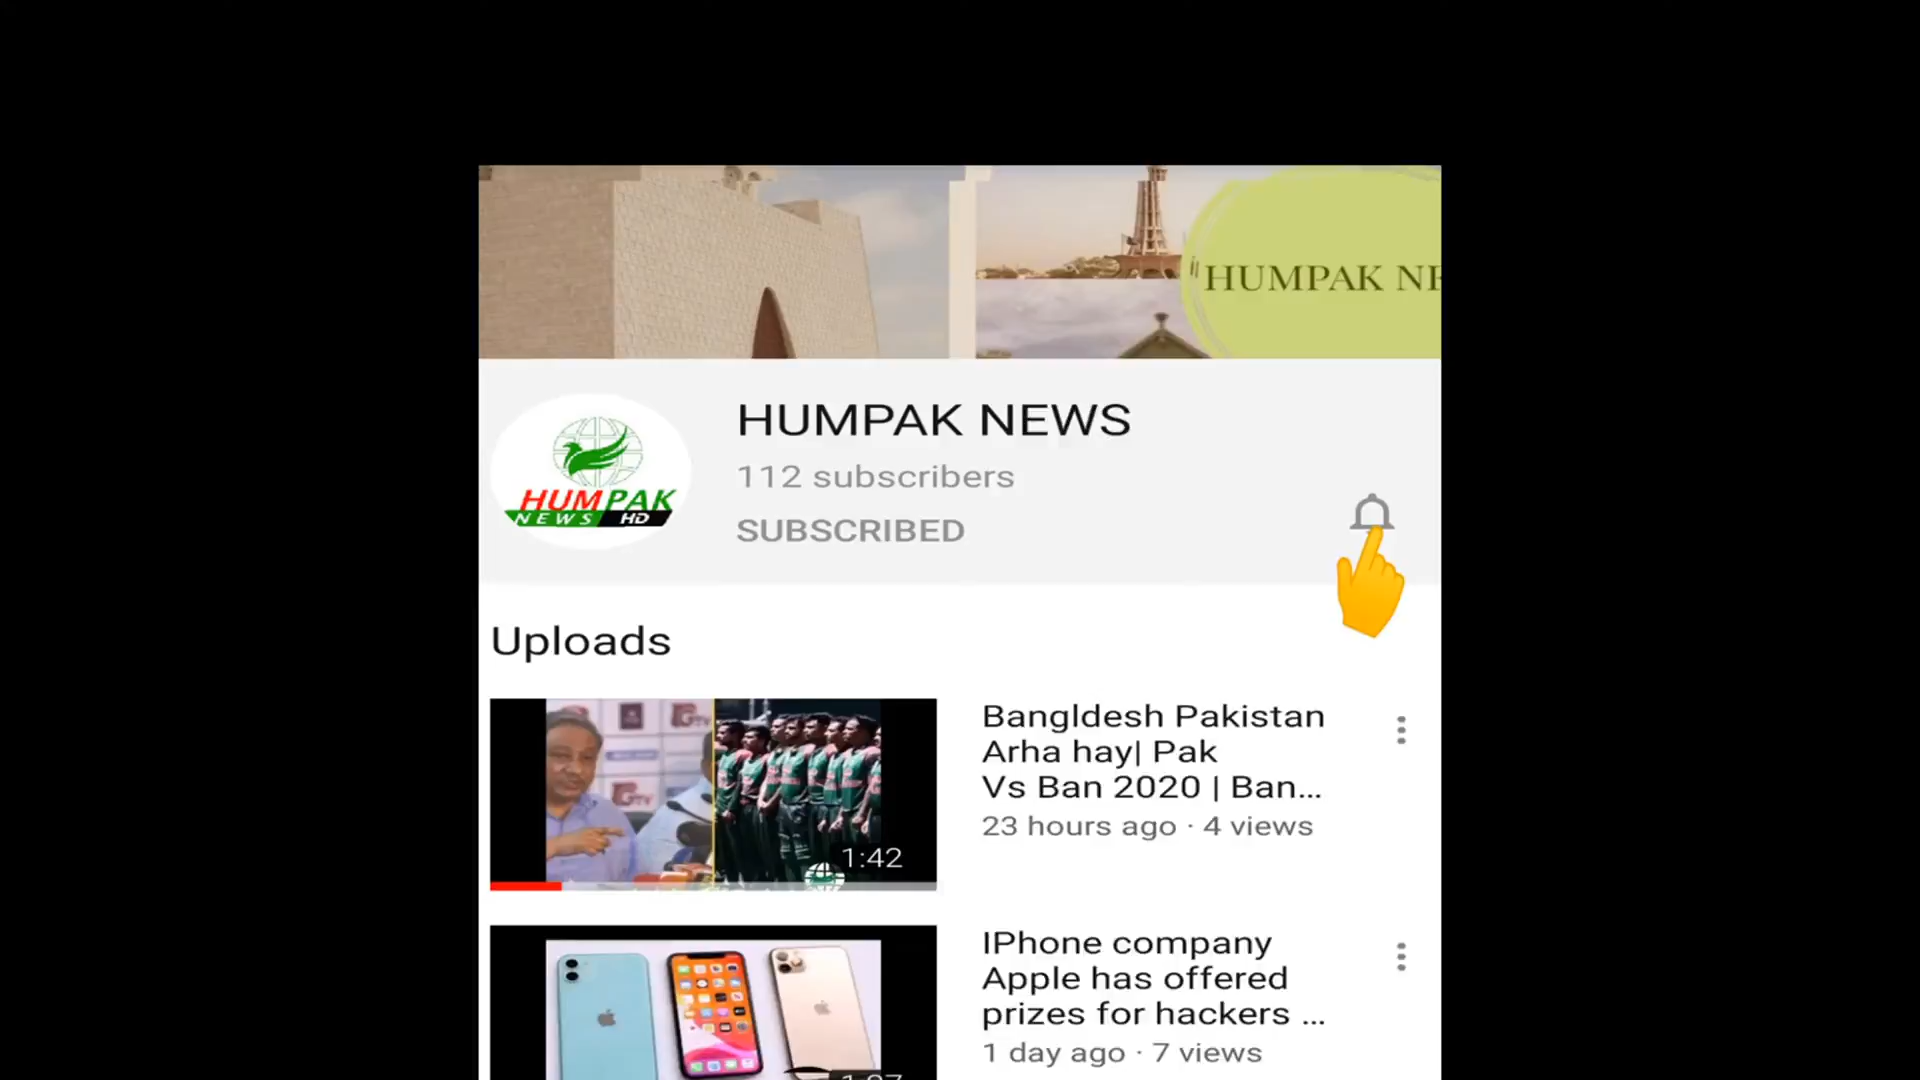 HUMPAK NE
HUMPAK NEWS
112 subscribers
SUBSCRIBED
HUMPAK
NEWS HD
Uploads
Bangldesh Pakistan
Arha hay| Pak
Vs Ban 2020 | Ban...
23 hours ago · 4 views
1:42
IPhone company
Apple has offered
prizes for hackers ...
1 day ago · 7 views